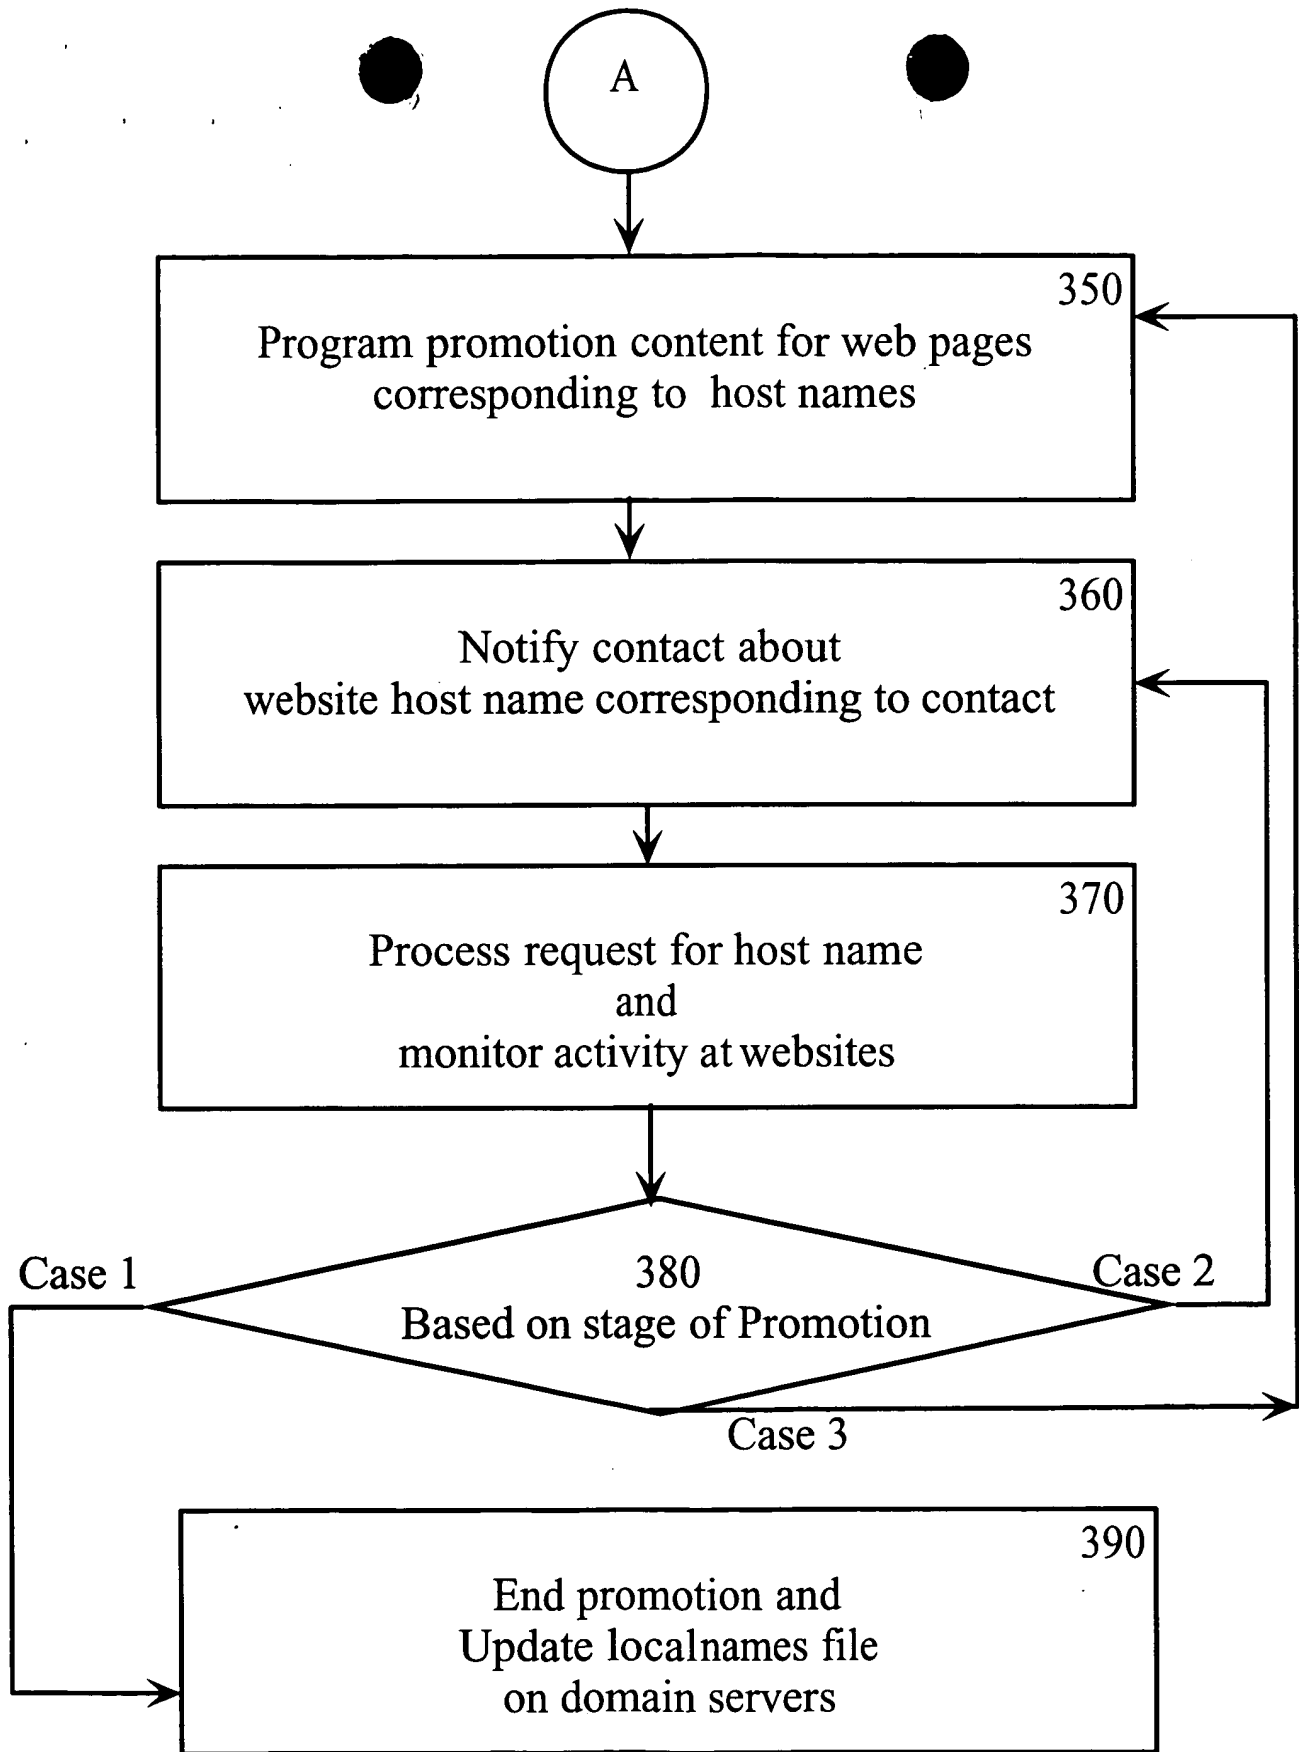 A
350
Program promotion content for web pages
corresponding to host names
360
Notify contact about
website host name corresponding to contact
370
Process request for host name
and
monitor activity at websites
Case 1
380
Case 2
Based on stage of Promotion
Case 3
390
End promotion and
Update localnames file
on domain servers